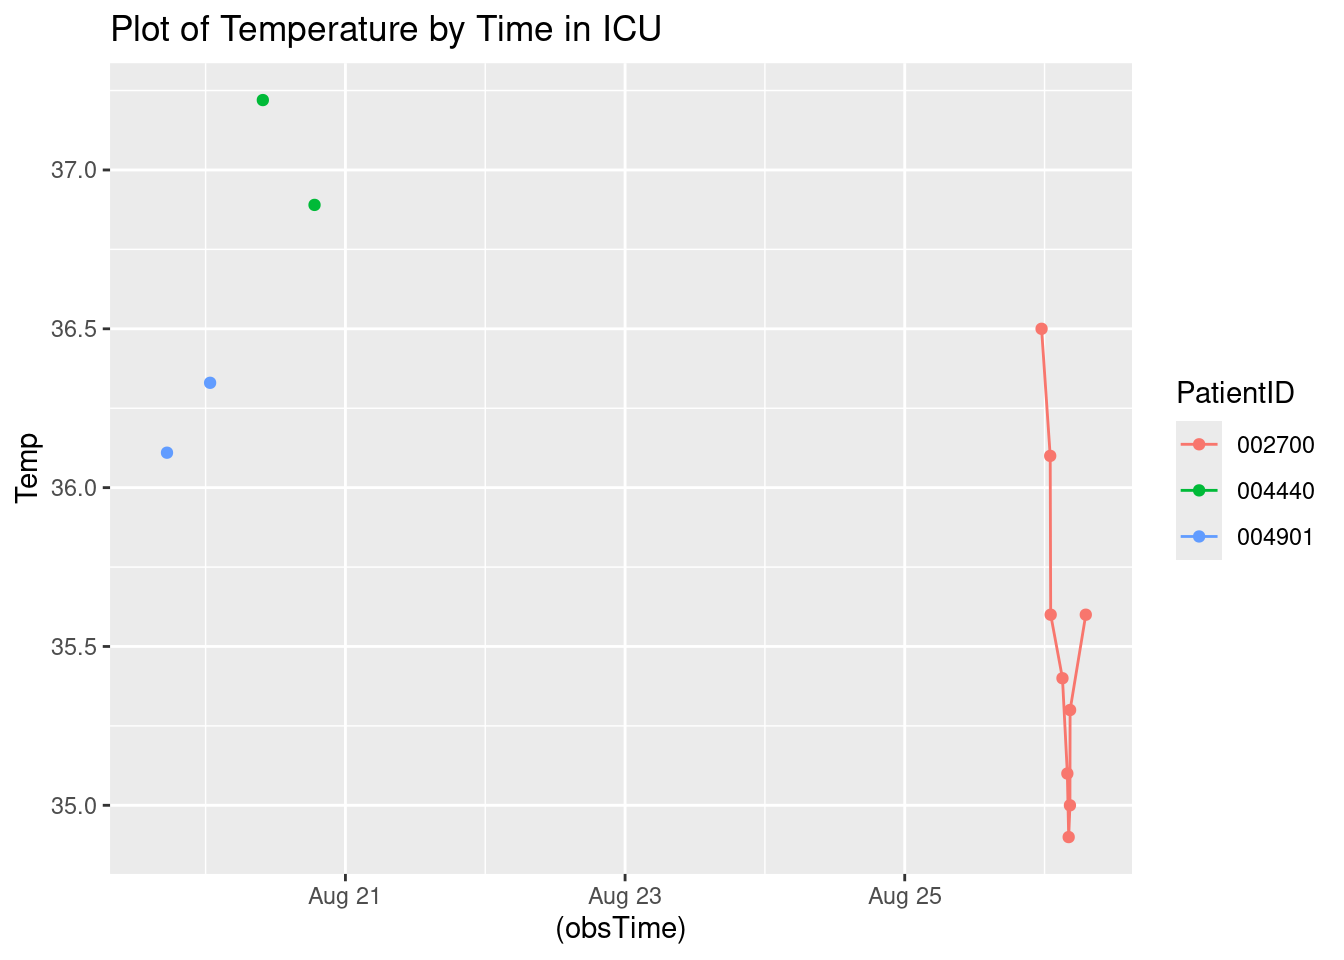 Plot of Temperature by Time in ICU
37.0
36.5
36.0
35.5
35.0
Temp
Aug 21 Aug 23 Aug 25
(obsTime)
PatientID
002700
004440
004901